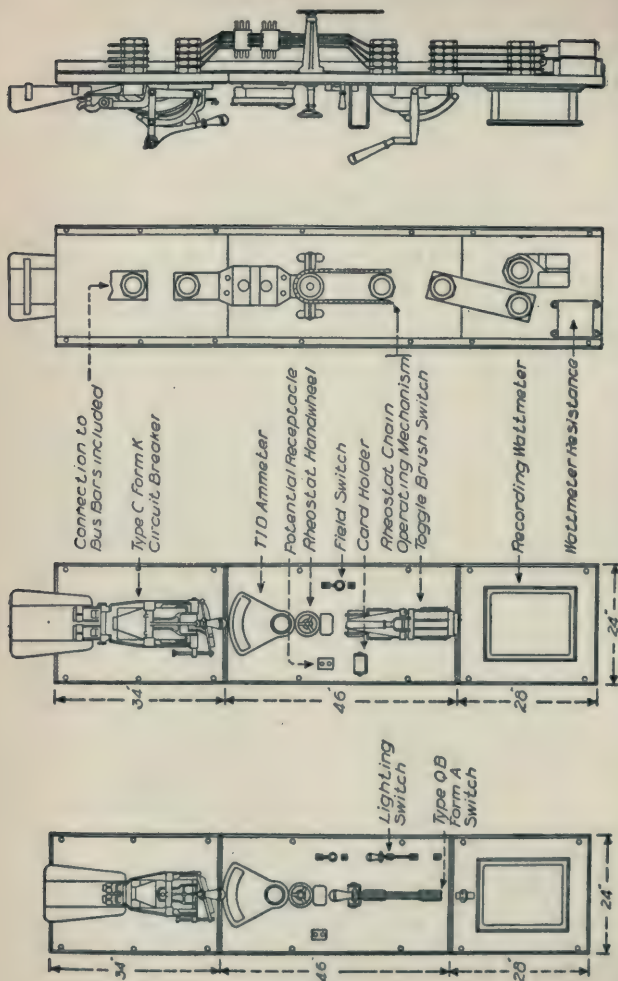 Connection to
Bus Bars included
Type C Form K
Circuit Breaker
T1D Ammeter
Potential Receptacle
Rheostat Handwheel
Field Switch
Card Holder
Rheostat Chain
Operating Mechanism
Toggle Brush Switch
Recording Wattmeter
Wattmeter Resistance
34"
46"
28"
24"
Lighting
Switch
Type QB
Form A
Switch
34"
46"
28"
24"